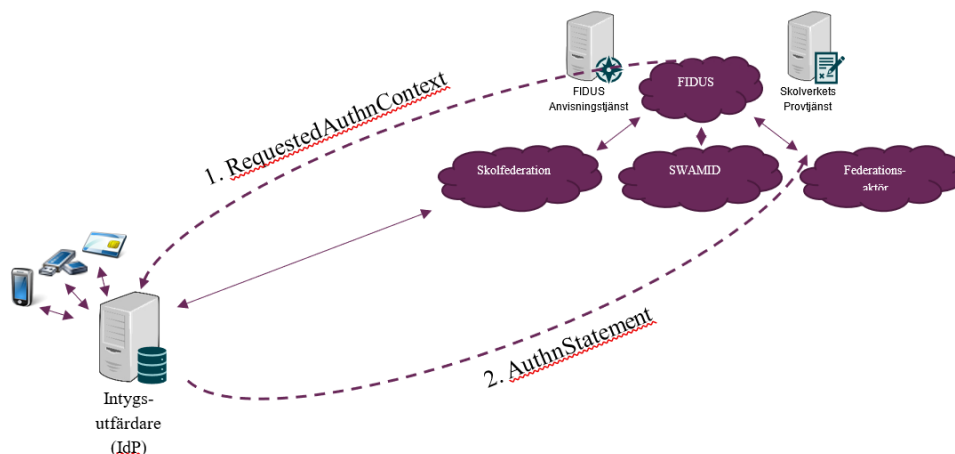 FIDUS
Anvisningstjänst
FIDUS
Skolverkets
Provtjänst
1. RequestedAuthnContext
Skolfederation
SWAMID
Federations-
aktör
2. AuthnStatement
Intygs-
utfärdare
(IdP)